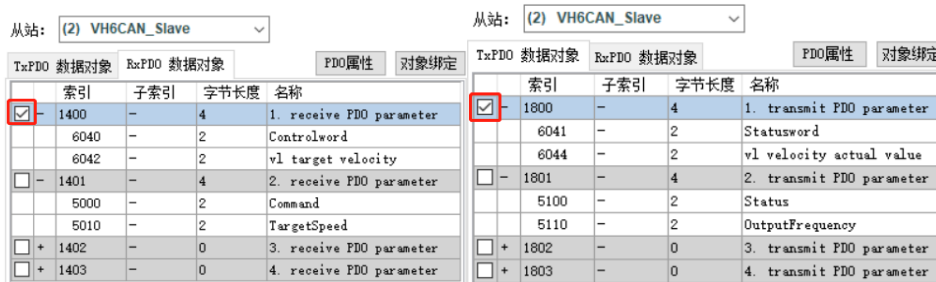 从站： (2) VH6CAN_Slave
TxPDO 数据对象 RxPDO 数据对象 PDO属性 对象绑定
索引 子索引 字节长度 名称
- 1400 - 4 1. receive PDO parameter
6040 - 2 Controlword
6042 - 2 vl target velocity
- 1401 - 4 2. receive PDO parameter
5000 - 2 Command
5010 - 2 TargetSpeed
+ 1402 - 0 3. receive PDO parameter
+ 1403 - 0 4. receive PDO parameter
从站： (2) VH6CAN_Slave
TxPDO 数据对象 RxPDO 数据对象 PDO属性 对象绑定
索引 子索引 字节长度 名称
- 1800 - 4 1. transmit PDO parameter
6041 - 2 Statusword
6044 - 2 vl velocity actual value
- 1801 - 4 2. transmit PDO parameter
5100 - 2 Status
5110 - 2 OutputFrequency
+ 1802 - 0 3. transmit PDO parameter
+ 1803 - 0 4. transmit PDO parameter